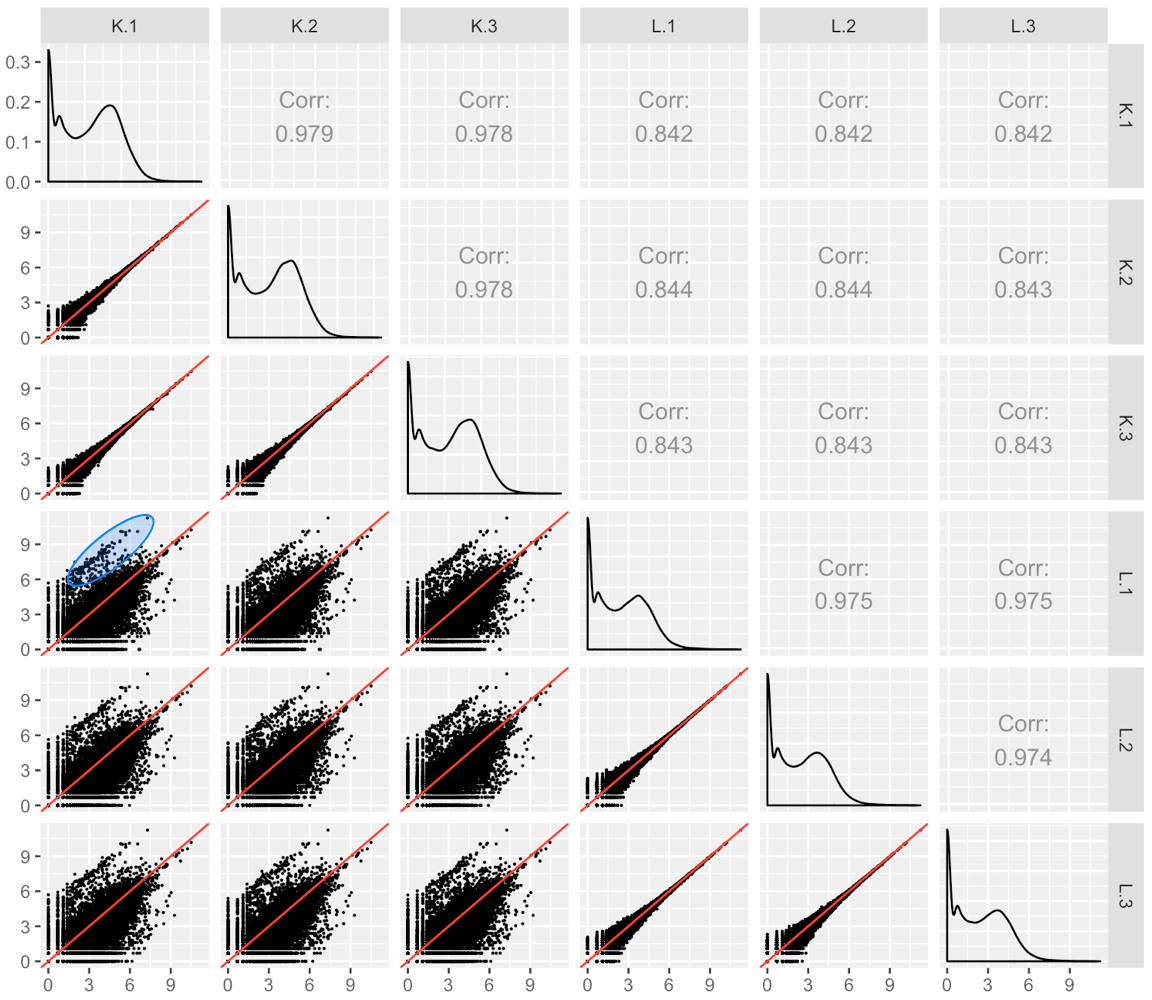 K.1 K.2 K.3 L.1 L.2 L.3
0.3
0.2
0.1
0.0
Corr: Corr: Corr: Corr: Corr:
0.979 0.978 0.842 0.842 0.842
K.1
9
6
3
0
Corr: Corr: Corr: Corr:
0.978 0.844 0.844 0.843
K.2
9
6
3
0
Corr: Corr: Corr:
0.843 0.843 0.843
K.3
9
6
3
0
Corr: Corr:
0.975 0.975
L.1
9
6
3
0
Corr:
0.974
L.2
9
6
3
0
L.3
0 3 6 9 0 3 6 9 0 3 6 9 0 3 6 9 0 3 6 9 0 3 6 9